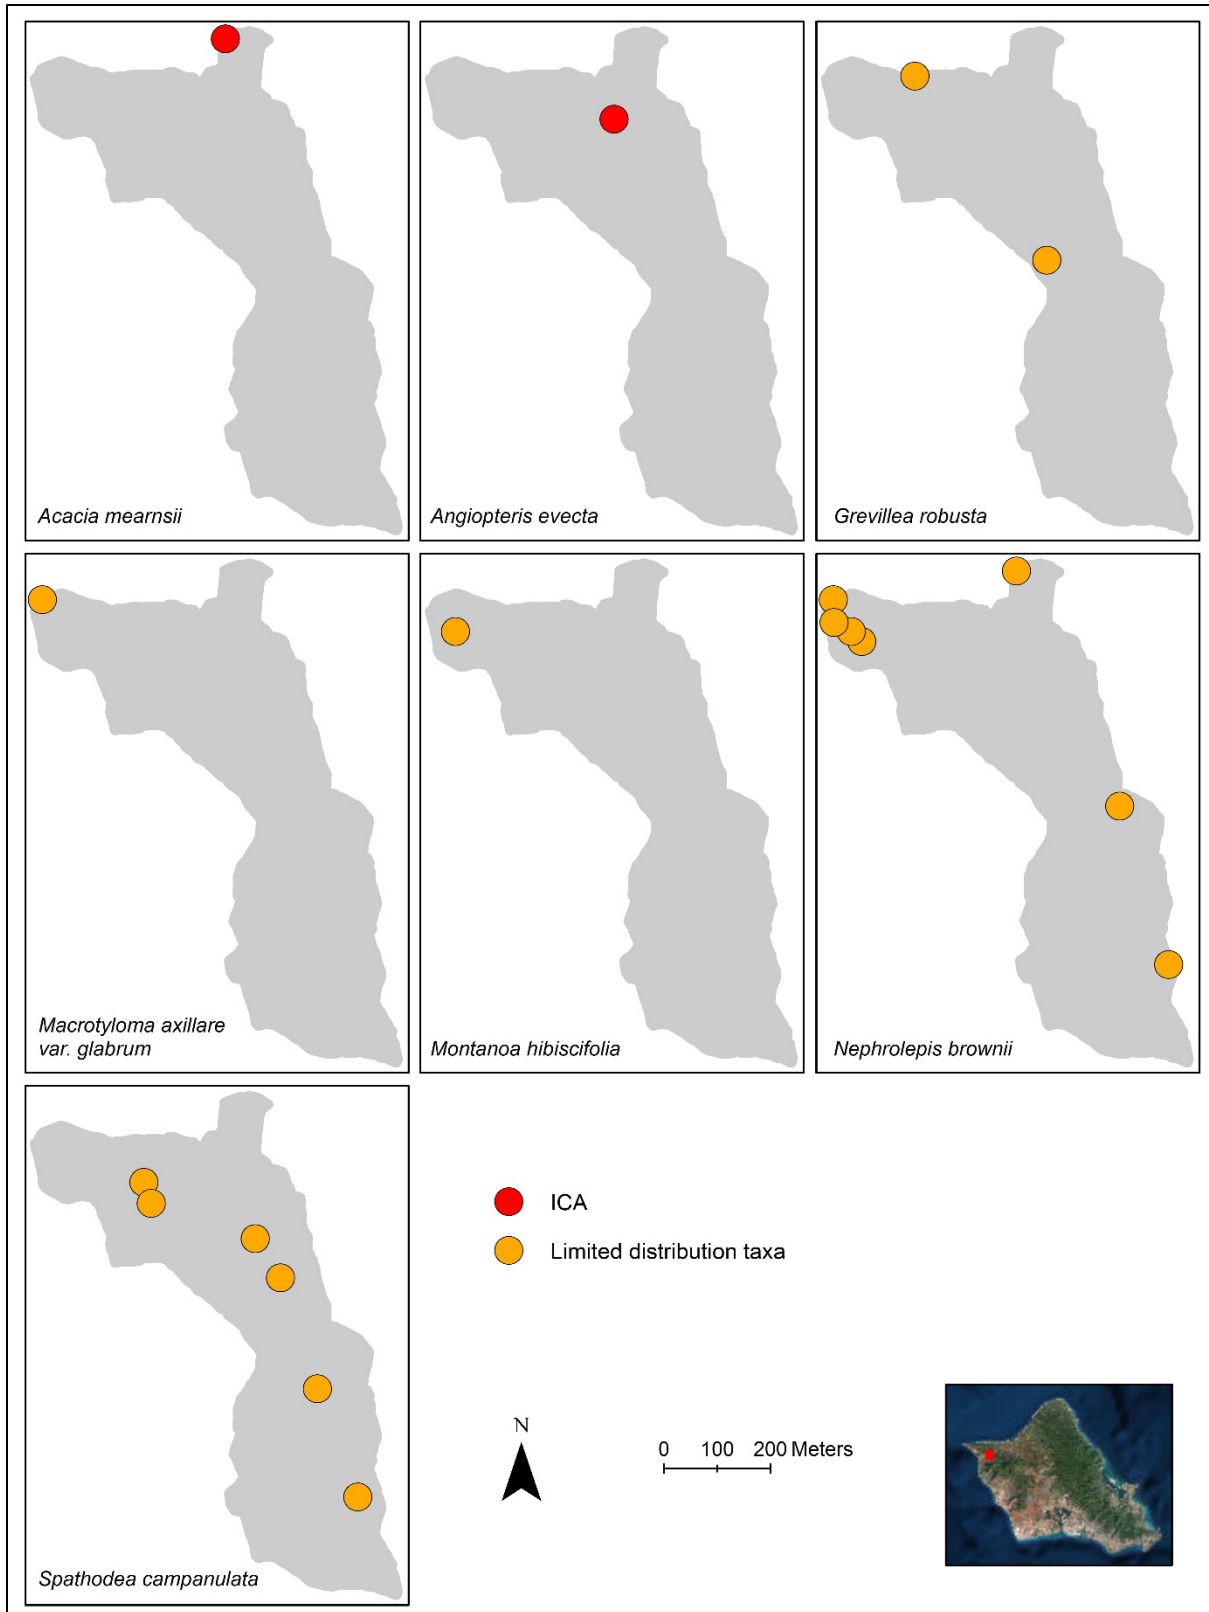 Acacia mearnsii
Angiopteris evecta
Grevillea robusta
Macrotyloma axillare
var. glabrum
Montanoa hibiscifolia
Nephrolepis brownii
Spathodea campanulata
ICA
Limited distribution taxa
N
0 100 200 Meters